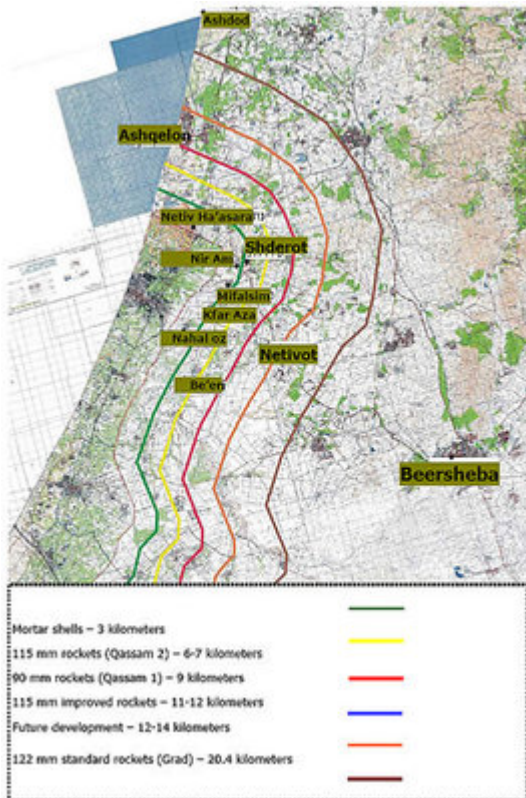 Ashdod
Ashqelon
Netiv Ha'asara
Shderot
Nir Am
Mifalsim
Kfar Aza
Nahal oz
Netivot
Be'eri
Beersheba
Mortar shells – 3 kilometers
115 mm rockets (Qassam 2) – 6-7 kilometers
90 mm rockets (Qassam 1) – 9 kilometers
115 mm improved rockets – 11-12 kilometers
Future development – 12-14 kilometers
122 mm standard rockets (Grad) – 20.4 kilometers